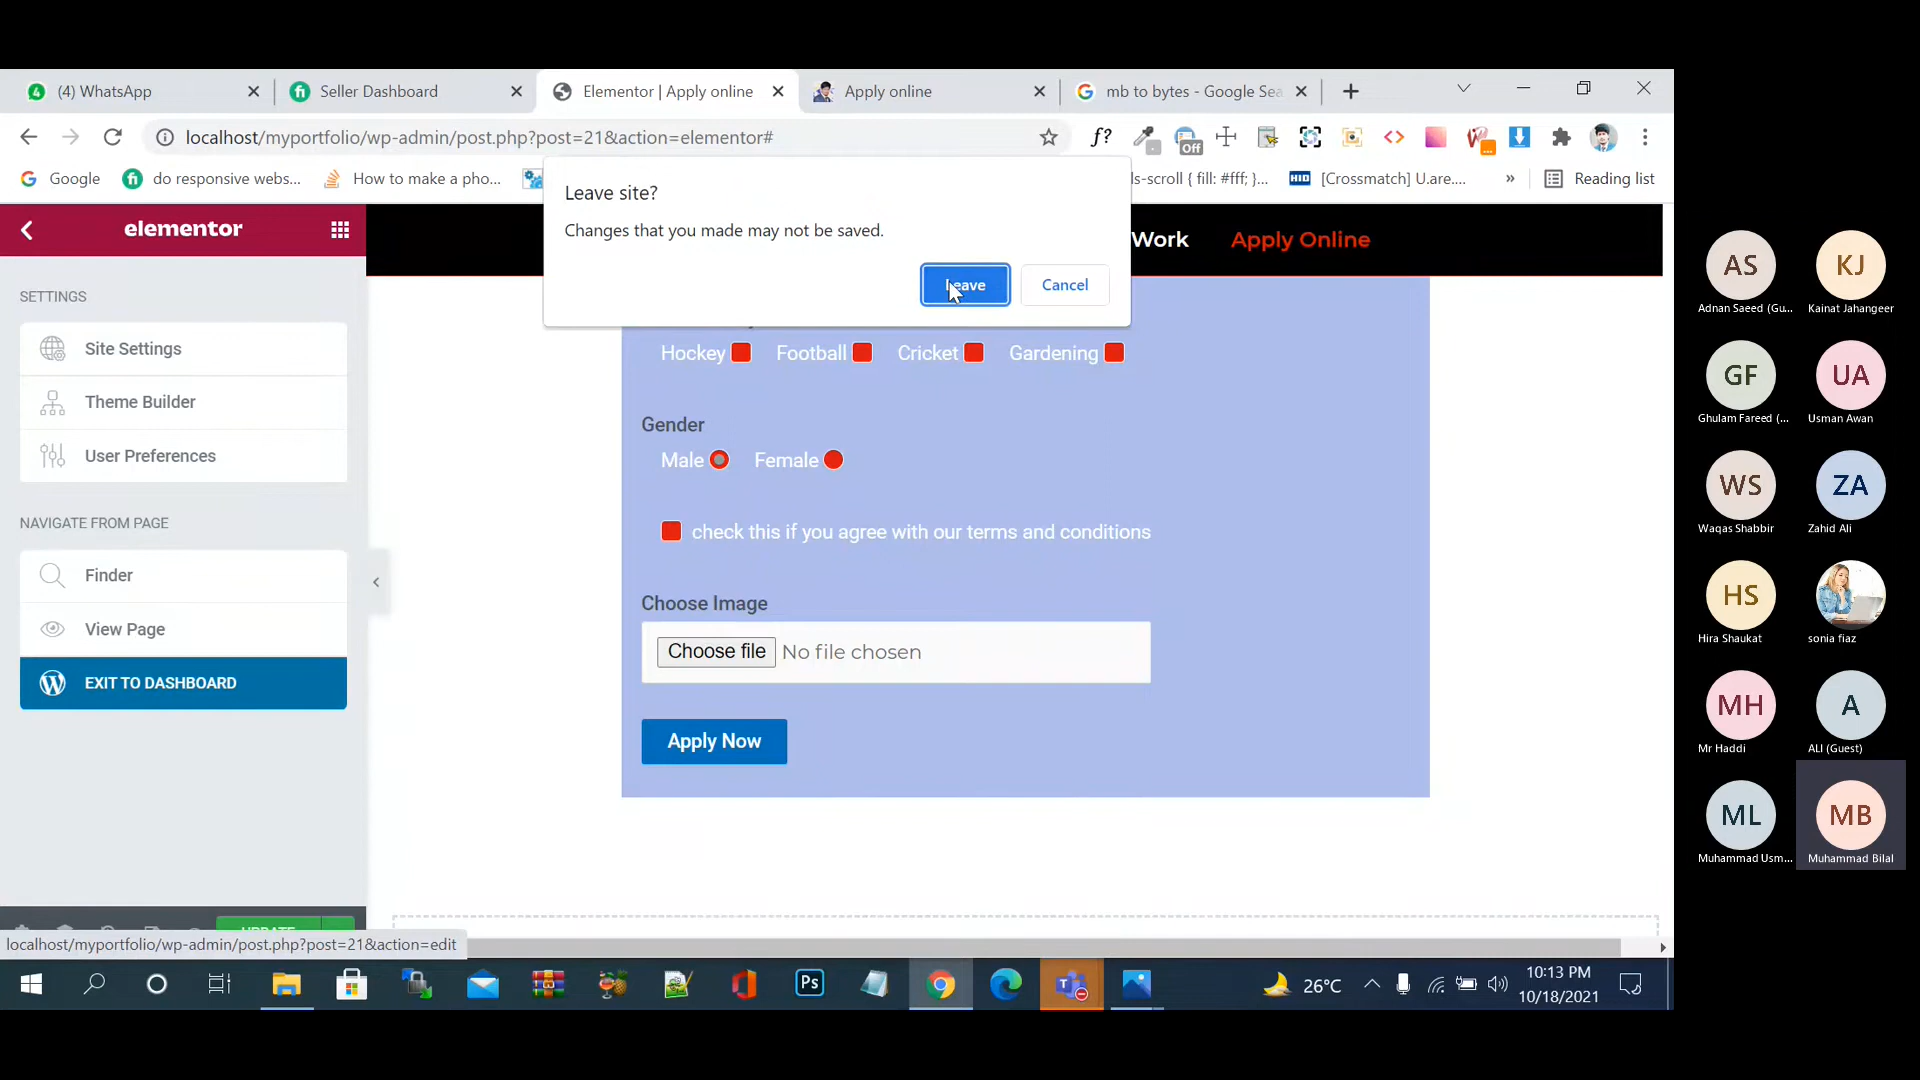 (4) WhatsApp
Seller Dashboard
Elementor | Apply online
Apply online
mb to bytes - Google Sea
localhost/myportfolio/wp-admin/post.php?post=21&action=elementor#
f?
Off
Google
do responsive webs...
How to make a pho...
ls-scroll { fill: #fff; }...
HID
[Crossmatch] U.are....
»
Reading list
Leave site?
Changes that you made may not be saved.
Leave
Cancel
elementor
Work
Apply Online
SETTINGS
Site Settings
Theme Builder
User Preferences
NAVIGATE FROM PAGE
Finder
View Page
EXIT TO DASHBOARD
Hockey
Football
Cricket
Gardening
Gender
Male
Female
check this if you agree with our terms and conditions
Choose Image
Choose file
No file chosen
Apply Now
UPDATE
localhost/myportfolio/wp-admin/post.php?post=21&action=edit
Ps
26°C
10:13 PM
10/18/2021
AS
Adnan Saeed (Gu...
KJ
Kainat Jahangeer
GF
Ghulam Fareed (...
UA
Usman Awan
WS
Waqas Shabbir
ZA
Zahid Ali
HS
Hira Shaukat
sonia fiaz
MH
Mr Haddi
A
ALI (Guest)
ML
Muhammad Usm...
MB
Muhammad Bilal